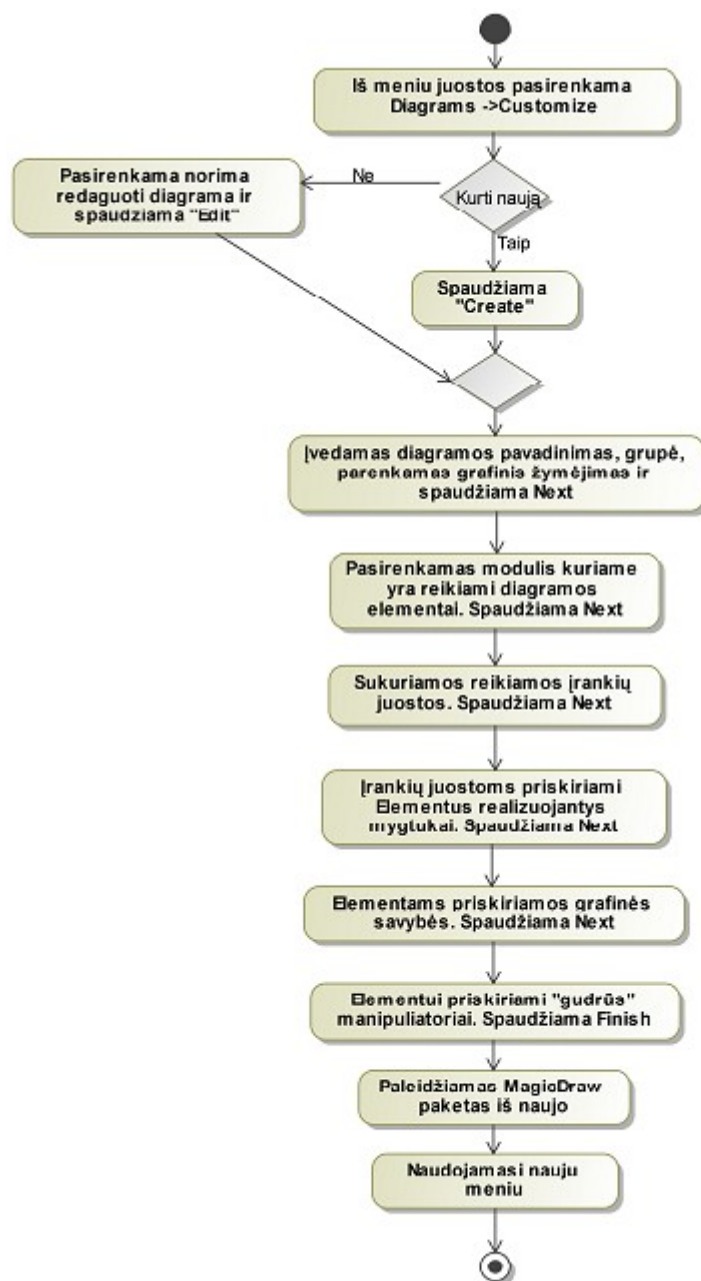 Iš meniu juostos pasirenkama
Diagrams ->Customize
Kurti naują
Ne
Pasirenkama norima
redaguoti diagrama ir
spaudžiama "Edit"
Taip
Spaudžiama
"Create"
Įvedamas diagramos pavadinimas, grupė,
parenkamas grafinis žymėjimas ir
spaudžiama Next
Pasirenkamas modulis kuriame
yra reikiami diagramos
elementai. Spaudžiama Next
Sukuriamos reikiamos įrankių
juostos. Spaudžiama Next
Įrankių juostoms priskiriami
Elementus realizuojantys
mygtukai. Spaudžiama Next
Elementams priskiriamos grafinės
savybės. Spaudžiama Next
Elementui priskiriami "gudrūs"
manipuliatoriai. Spaudžiama Finish
Paleidžiamas MagicDraw
paketas iš naujo
Naudojamasi nauju
meniu